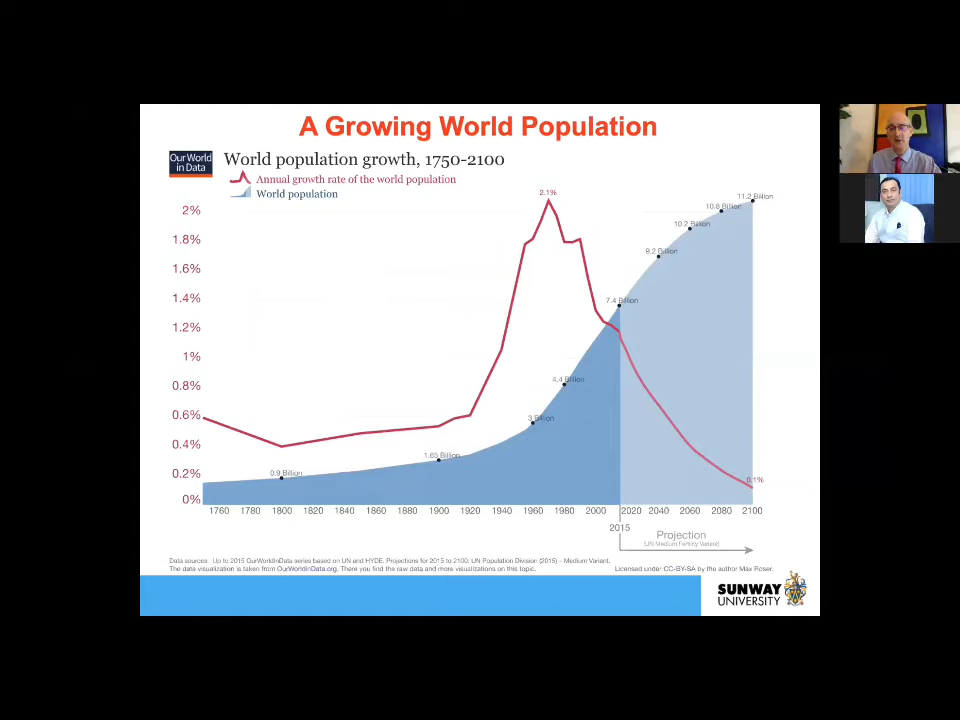 A Growing World Population
Our World
in Data
World population growth, 1750-2100
Annual growth rate of the world population
World population
2.1%
11.2 Billion
10.8 Billion
10.2 Billion
9.2 Billion
7.4 Billion
4.4 Billion
3 Billion
1.65 Billion
0.9 Billion
0.1%
2%
1.8%
1.6%
1.4%
1.2%
1%
0.8%
0.6%
0.4%
0.2%
0%
1760 1780 1800 1820 1840 1860 1880 1900 1920 1940 1960 1980 2000 2020 2040 2060 2080 2100
2015
Projection
(UN Medium Fertility Variant)
Data sources: Up to 2015 OurWorldInData series based on UN and HYDE. Projections for 2015 to 2100: UN Population Division (2015) – Medium Variant.
The data visualization is taken from OurWorldinData.org. There you find the raw data and more visualizations on this topic.
Licensed under CC-BY-SA by the author Max Roser.
SUNWAY
UNIVERSITY